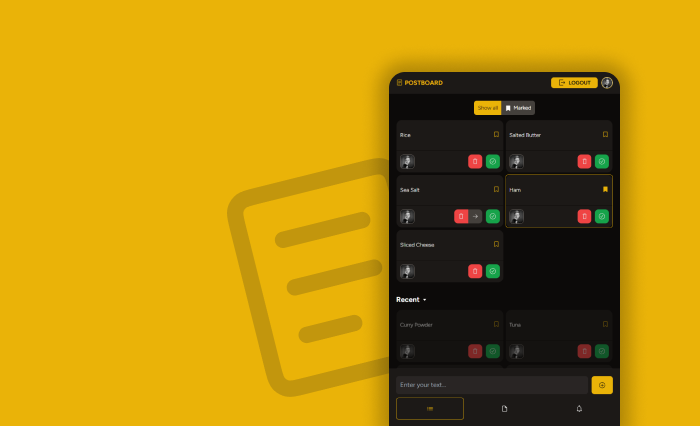 POSTBOARD LOGOUT
Show all Marked
Rice Salted Butter
Sea Salt Ham
Sliced Cheese
Recent
Curry Powder Tuna
Enter your text...